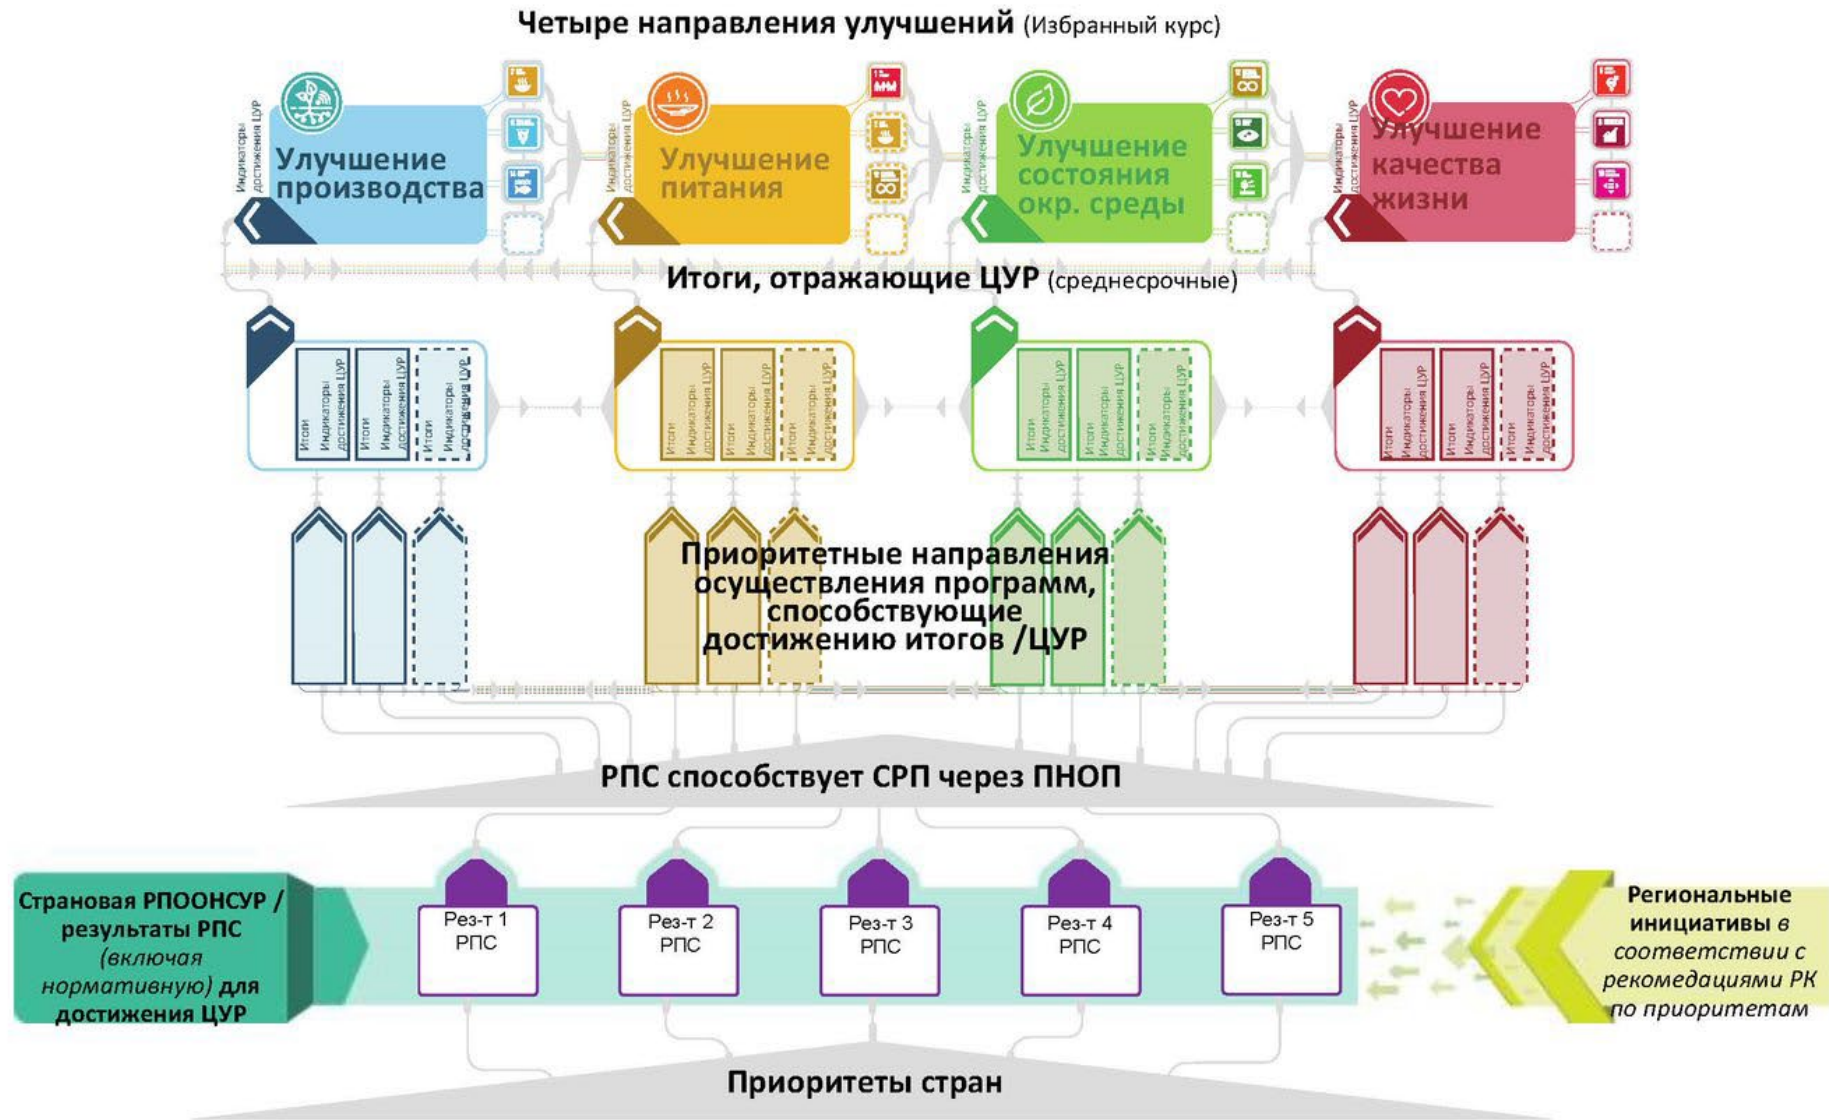 Четыре направления улучшений (Избранный курс)
Индикаторы
достижения ЦУР
Улучшение
производства
Индикаторы
достижения ЦУР
Улучшение
питания
Индикаторы
достижения ЦУР
Улучшение
состояния
окр. среды
Индикаторы
достижения ЦУР
Улучшение
качества
жизни
Итоги, отражающие ЦУР (среднесрочные)
Итоги
Индикаторы
достижения ЦУР
Итоги
Индикаторы
достижения ЦУР
Итоги
Индикаторы
достижения ЦУР
Итоги
Индикаторы
достижения ЦУР
Итоги
Индикаторы
достижения ЦУР
Итоги
Индикаторы
достижения ЦУР
Итоги
Индикаторы
достижения ЦУР
Итоги
Индикаторы
достижения ЦУР
Итоги
Индикаторы
достижения ЦУР
Итоги
Индикаторы
достижения ЦУР
Итоги
Индикаторы
достижения ЦУР
Итоги
Индикаторы
достижения ЦУР
Приоритетные направления
осуществления программ,
способствующие
достижению итогов /ЦУР
РПС способствует СРП через ПНОП
Страновая РПООНСУР /
результаты РПС
(включая
нормативную) для
достижения ЦУР
Рез-т 1
РПС
Рез-т 2
РПС
Рез-т 3
РПС
Рез-т 4
РПС
Рез-т 5
РПС
Региональные
инициативы в
соответствии с
рекомедациями РК
по приоритетам
Приоритеты стран